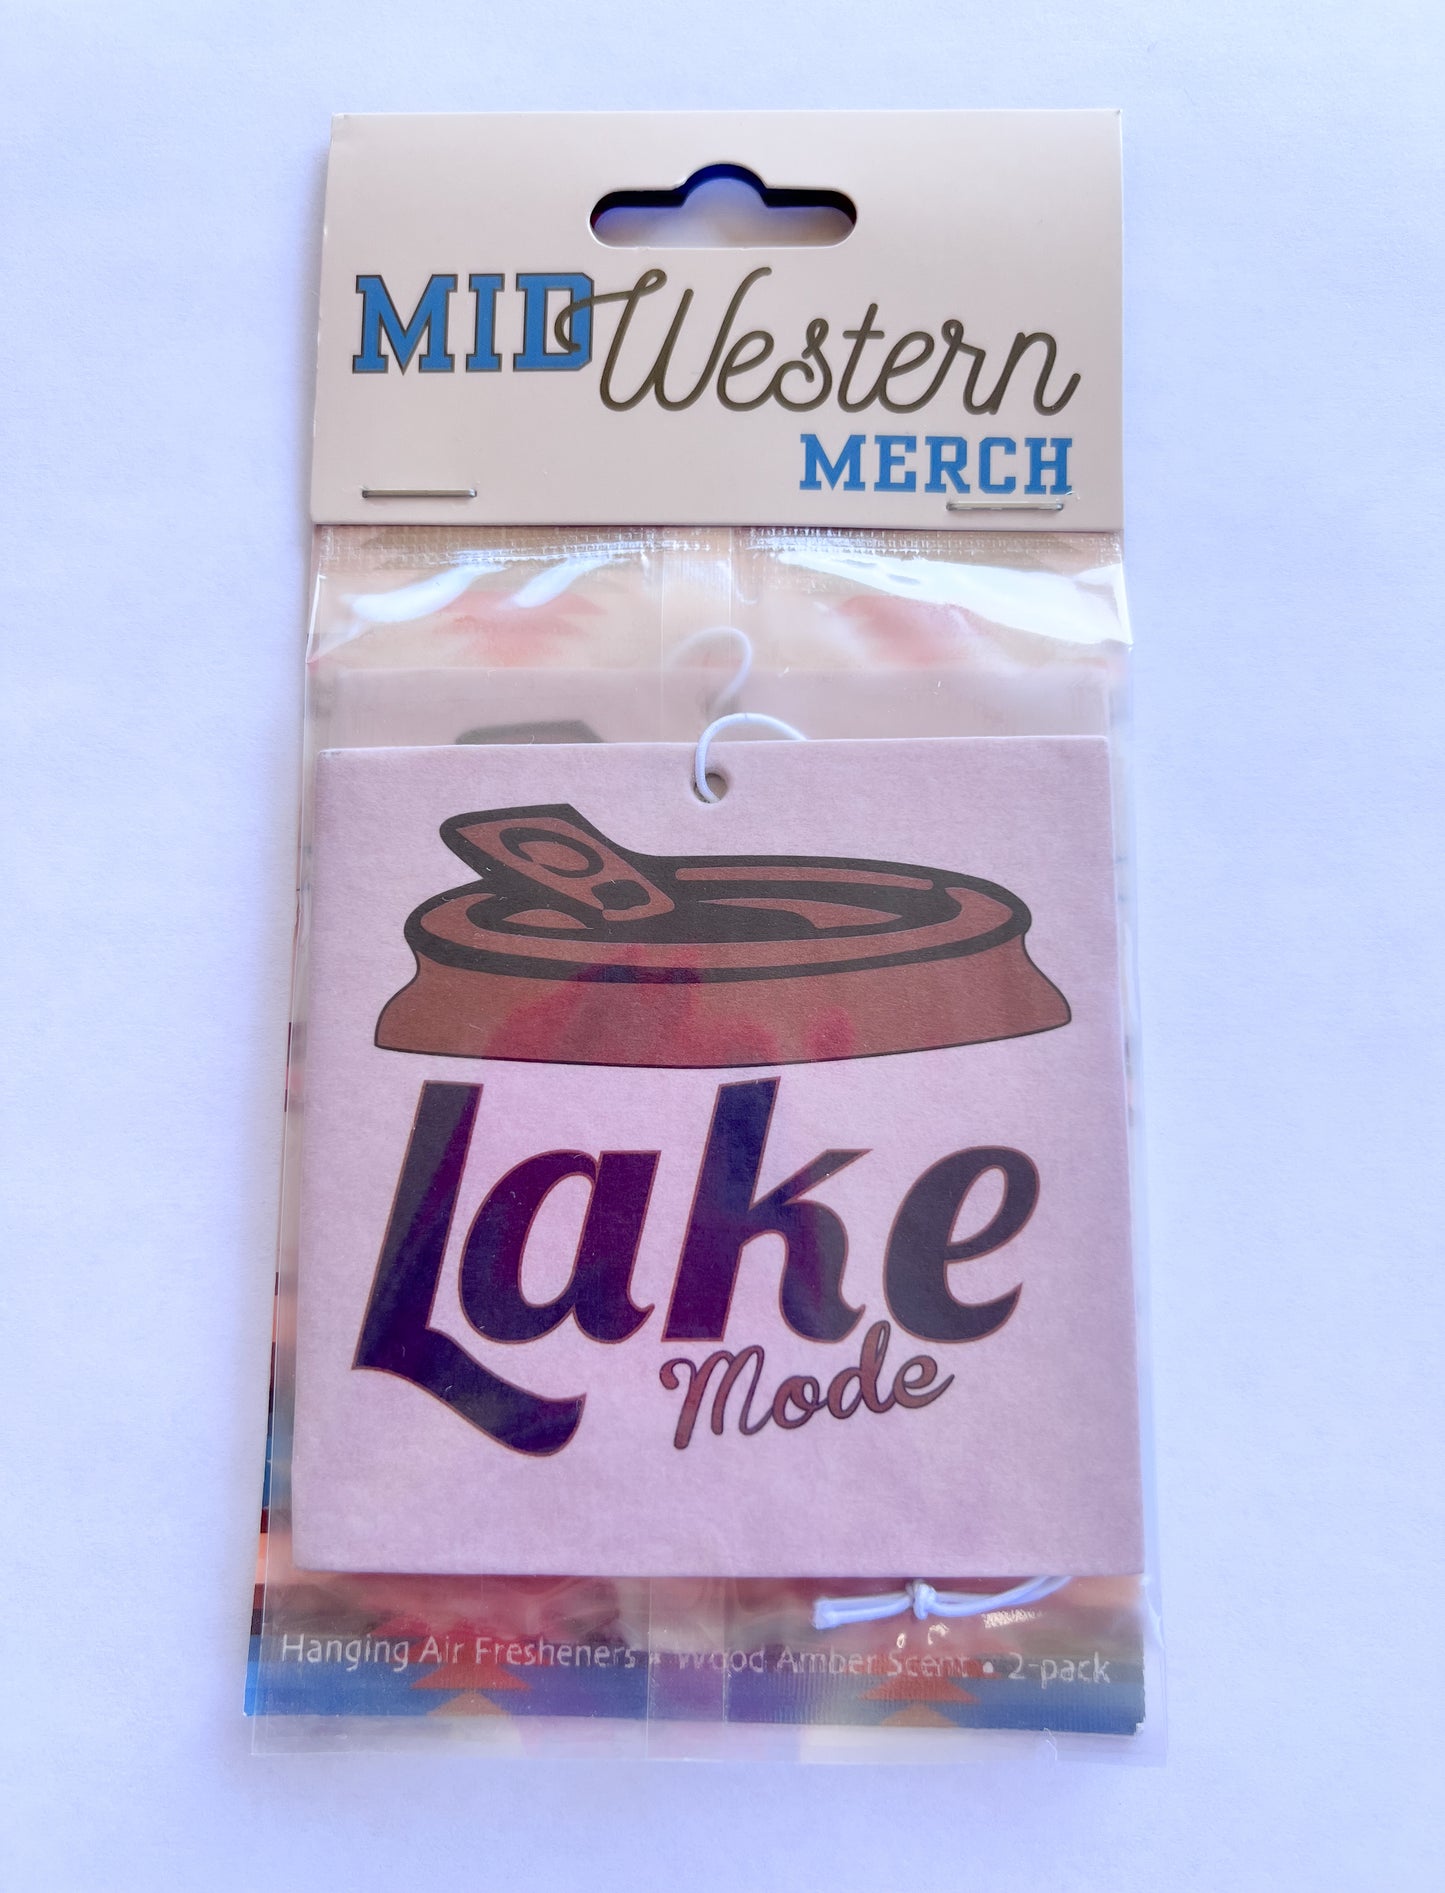 MIDWestern
MERCH
Lake
Mode
Hanging Air Fresheners • Wood Amber Scent • 2-pack